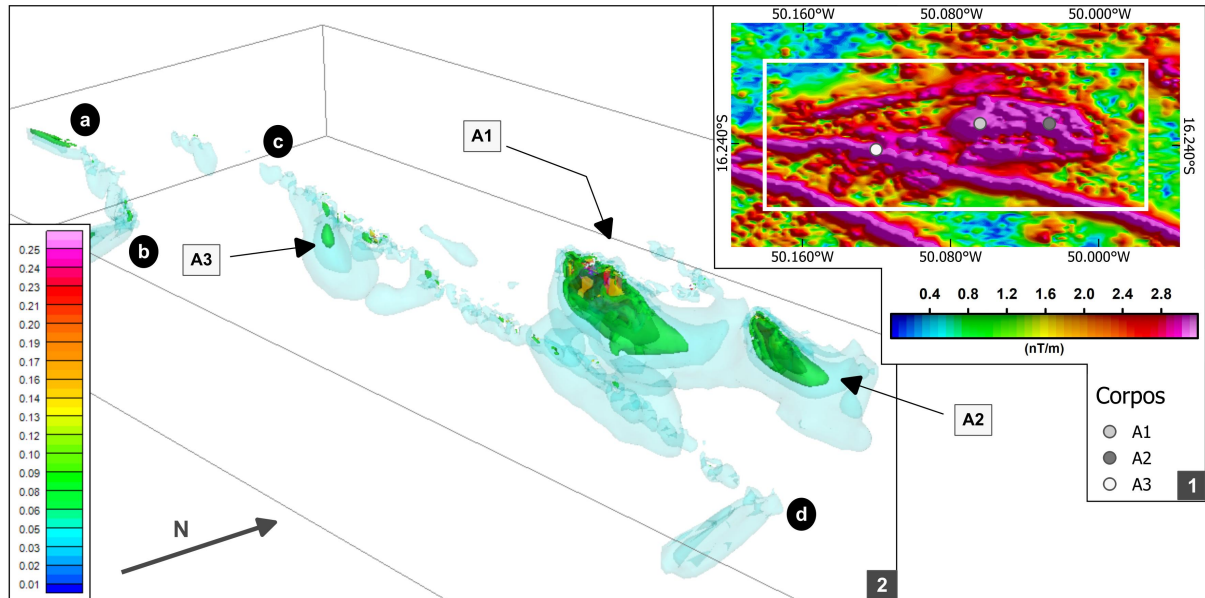 50.160°W 50.080°W 50.000°W
16.240°S
16.240°S
50.160°W 50.080°W 50.000°W
0.4 0.8 1.2 1.6 2.0 2.4 2.8
(nT/m)
Corpos
A1
A2
A3
1
a
b
c
d
A1
A2
A3
0.25
0.24
0.23
0.21
0.20
0.19
0.17
0.16
0.14
0.13
0.12
0.10
0.09
0.08
0.06
0.05
0.03
0.02
0.01
N
2